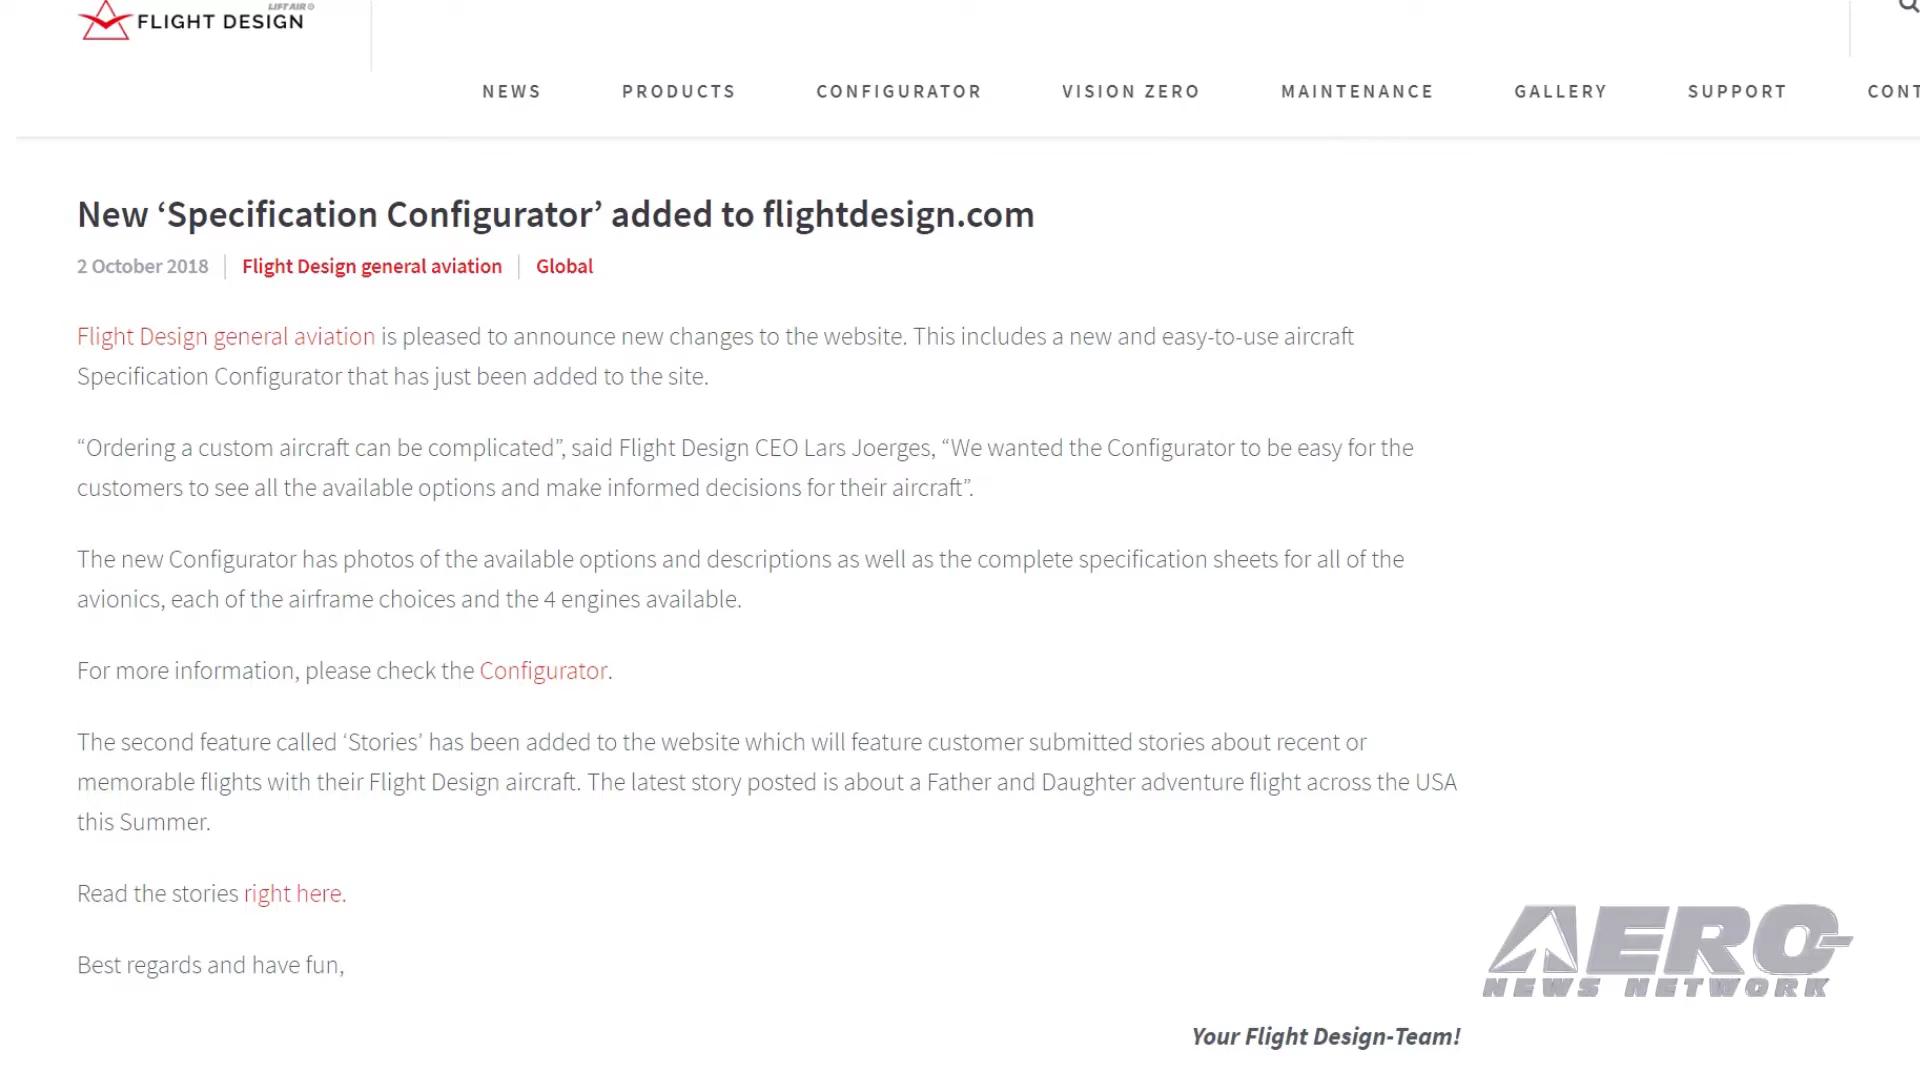 LIFT AIR
FLIGHT DESIGN
NEWS PRODUCTS CONFIGURATOR VISION ZERO MAINTENANCE GALLERY SUPPORT CONT
New ‘Specification Configurator’ added to flightdesign.com
2 October 2018 Flight Design general aviation Global
Flight Design general aviation is pleased to announce new changes to the website. This includes a new and easy-to-use aircraft
Specification Configurator that has just been added to the site.
“Ordering a custom aircraft can be complicated”, said Flight Design CEO Lars Joerges, “We wanted the Configurator to be easy for the
customers to see all the available options and make informed decisions for their aircraft”.
The new Configurator has photos of the available options and descriptions as well as the complete specification sheets for all of the
avionics, each of the airframe choices and the 4 engines available.
For more information, please check the Configurator.
The second feature called ‘Stories’ has been added to the website which will feature customer submitted stories about recent or
memorable flights with their Flight Design aircraft. The latest story posted is about a Father and Daughter adventure flight across the USA
this Summer.
Read the stories right here.
Best regards and have fun,
AERO-
NEWS NETWORK
Your Flight Design-Team!